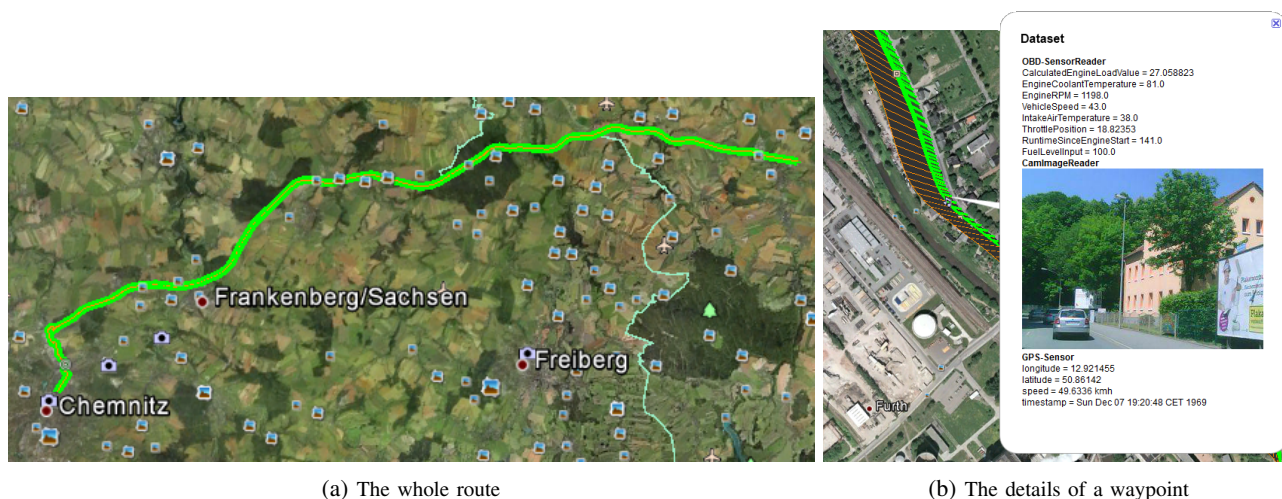 Frankenberg/Sachsen
Freiberg
Chemnitz
(a) The whole route
Furth
Dataset
OBD-SensorReader
CalculatedEngineLoadValue = 27.058823
EngineCoolantTemperature = 81.0
EngineRPM = 1198.0
VehicleSpeed = 43.0
IntakeAirTemperature = 38.0
ThrottlePosition = 18.82353
RuntimeSinceEngineStart = 141.0
FuelLevelInput = 100.0
CamImageReader
GPS-Sensor
longitude = 12.921455
latitude = 50.86142
speed = 49.6336 kmh
timestamp = Sun Dec 07 19:20:48 CET 1969
(b) The details of a waypoint